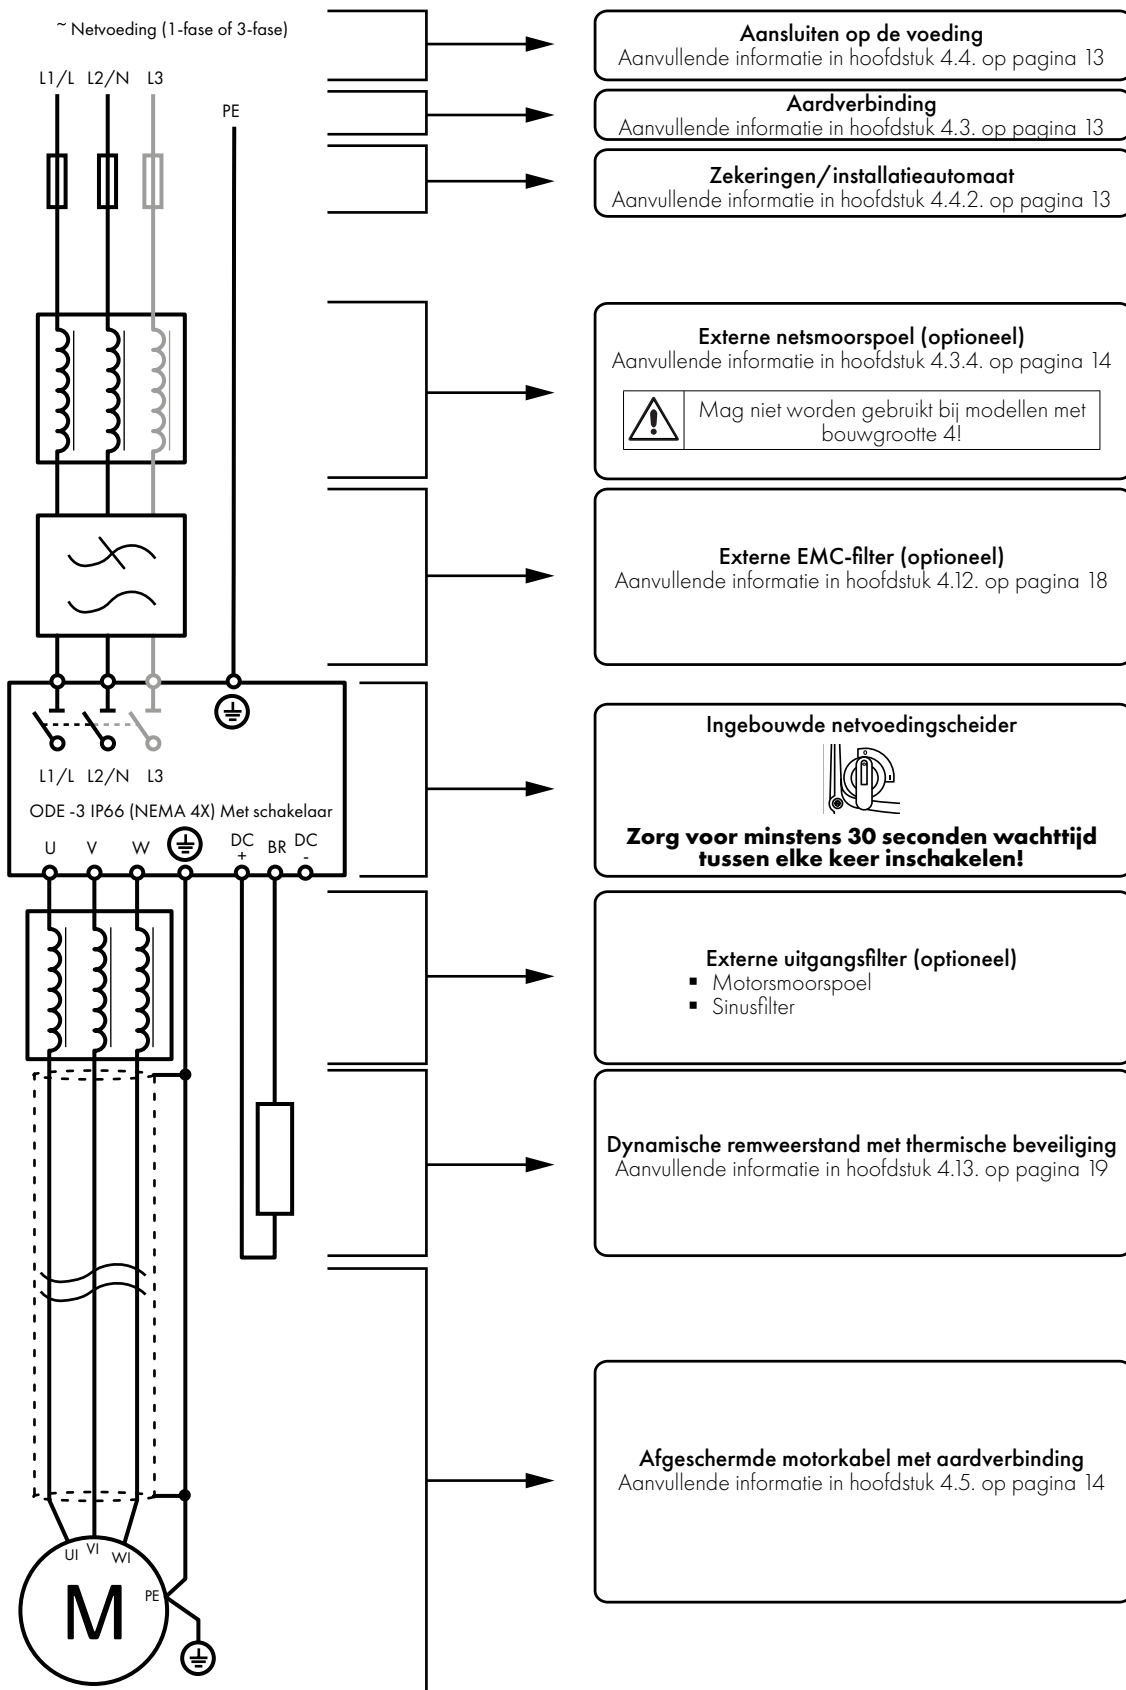 ~ Netvoeding (1-fase of 3-fase)
L1/L L2/N L3
PE
Aansluiten op de voeding
Aanvullende informatie in hoofdstuk 4.4. op pagina 13
Aardverbinding
Aanvullende informatie in hoofdstuk 4.3. op pagina 13
Zekeringen/installatieautomaat
Aanvullende informatie in hoofdstuk 4.4.2. op pagina 13
Externe netsmoorspoel (optioneel)
Aanvullende informatie in hoofdstuk 4.3.4. op pagina 14
Mag niet worden gebruikt bij modellen met
bouwgrootte 4!
Externe EMC-filter (optioneel)
Aanvullende informatie in hoofdstuk 4.12. op pagina 18
L1/L L2/N L3
ODE -3 IP66 (NEMA 4X) Met schakelaar
U V W DC + BR DC -
Ingebouwde netvoedingscheider
Zorg voor minstens 30 seconden wachttijd
tussen elke keer inschakelen!
Externe uitgangsfilter (optioneel)
▪ Motorsmoorspoel
▪ Sinusfilter
Dynamische remweerstand met thermische beveiliging
Aanvullende informatie in hoofdstuk 4.13. op pagina 19
Afgeschermde motorkabel met aardverbinding
Aanvullende informatie in hoofdstuk 4.5. op pagina 14
UI VI WI
PE
M